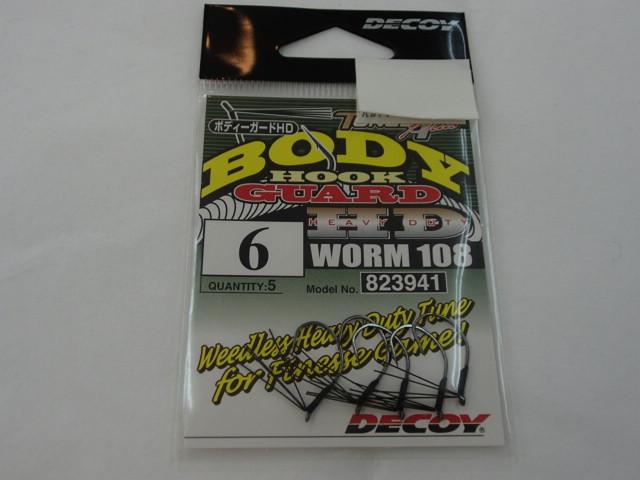 DECOY
ボディーガードHD
BODY
HOOK
GUARD
HD
HEAVY DUTY
6
WORM 108
QUANTITY:5
Model No. 823941
Weedless Heavy Duty Tune
for Finesse Game!
DECOY